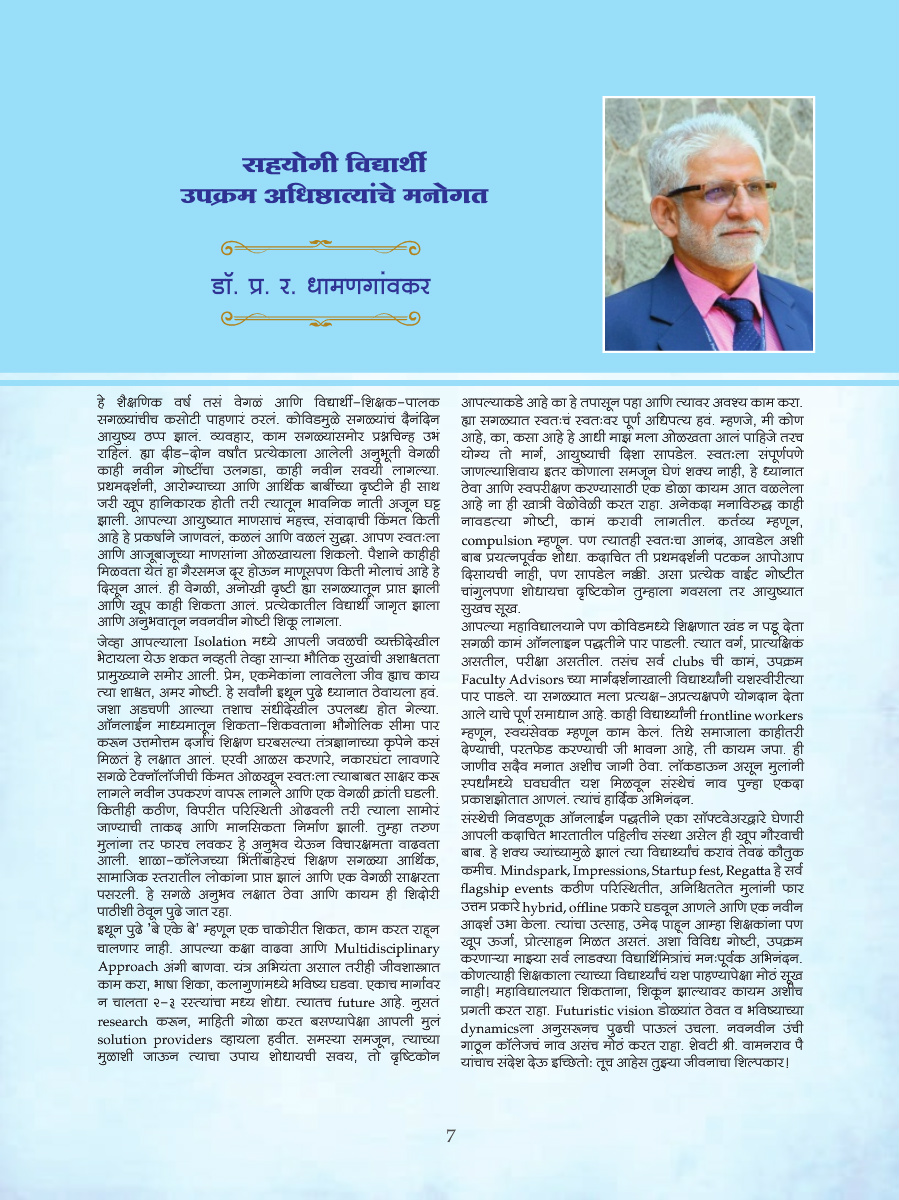 सहयोगी विद्यार्थी
उपक्रम अधिष्ठात्यांचे मनोगत
डॉ. प्र. र. धामणगांवकर
हे शैक्षणिक वर्ष तसं वेगळं आणि विद्यार्थी-शिक्षक-पालक
सगळ्यांचीच कसोटी पाहणारं ठरलं. कोविडमुळे सगळ्यांचं दैनंदिन
आयुष्य ठप्प झालं. व्यवहार, काम सगळ्यांसमोर प्रश्नचिन्ह उभं
राहिलं. ह्या दीड-दोन वर्षांत प्रत्येकाला आलेली अनुभूती वेगळी
काही नवीन गोष्टींचा उलगडा, काही नवीन सवयी लागल्या.
प्रथमदर्शनी, आरोग्याच्या आणि आर्थिक बाबींच्या दृष्टीने ही साथ
जरी खूप हानिकारक होती तरी त्यातून भावनिक नाती अजून घट्ट
झाली. आपल्या आयुष्यात माणसाचं महत्त्व, संवादाची किंमत किती
आहे हे प्रकर्षाने जाणवलं, कळलं आणि वळलं सुद्धा. आपण स्वतःला
आणि आजूबाजूच्या माणसांना ओळखायला शिकलो. पैशाने काहीही
मिळवता येतं हा गैरसमज दूर होऊन माणूसपण किती मोलाचं आहे हे
दिसून आलं. ही वेगळी, अनोखी दृष्टी ह्या सगळ्यातून प्राप्त झाली
आणि खूप काही शिकता आलं. प्रत्येकातील विद्यार्थी जागृत झाला
आणि अनुभवातून नवनवीन गोष्टी शिकू लागला.
जेव्हा आपल्याला Isolation मध्ये आपली जवळची व्यक्तीदेखील
भेटायला येऊ शकत नव्हती तेव्हा साऱ्या भौतिक सुखांची अशाश्वतता
प्रामुख्याने समोर आली. प्रेम, एकमेकांना लावलेला जीव ह्याच काय
त्या शाश्वत, अमर गोष्टी. हे सर्वांनी इथून पुढे ध्यानात ठेवायला हवं.
जशा अडचणी आल्या तशाच संधीदेखील उपलब्ध होत गेल्या.
ऑनलाईन माध्यमातून शिकता-शिकवताना भौगोलिक सीमा पार
करून उत्तमोत्तम दर्जाचं शिक्षण घरबसल्या तंत्रज्ञानाच्या कृपेने कसं
मिळतं हे लक्षात आलं. एरवी आळस करणारे, नकारघंटा लावणारे
सगळे टेक्नॉलॉजीची किंमत ओळखून स्वतःला त्याबाबत साक्षर करू
लागले नवीन उपकरणं वापरू लागले आणि एक वेगळी क्रांती घडली.
कितीही कठीण, विपरीत परिस्थिती ओढवली तरी त्याला सामोरं
जाण्याची ताकद आणि मानसिकता निर्माण झाली. तुम्हा तरुण
मुलांना तर फारच लवकर हे अनुभव येऊन विचारक्षमता वाढवता
आली. शाळा-कॉलेजच्या भिंतींबाहेरचं शिक्षण सगळ्या आर्थिक,
सामाजिक स्तरातील लोकांना प्राप्त झालं आणि एक वेगळी साक्षरता
पसरली. हे सगळे अनुभव लक्षात ठेवा आणि कायम ही शिदोरी
पाठीशी ठेवून पुढे जात रहा.
इथून पुढे 'बे एके बे' म्हणून एक चाकोरीत शिकत, काम करत राहून
चालणार नाही. आपल्या कक्षा वाढवा आणि Multidisciplinary
Approach अंगी बाणवा. यंत्र अभियंता असाल तरीही जीवशास्त्रात
काम करा, भाषा शिका, कलागुणांमध्ये भविष्य घडवा. एकाच मार्गावर
न चालता २-३ रस्त्यांचा मध्य शोधा. त्यातच future आहे. नुसतं
research करून, माहिती गोळा करत बसण्यापेक्षा आपली मुलं
solution providers व्हायला हवीत. समस्या समजून, त्याच्या
मुळाशी जाऊन त्याचा उपाय शोधायची सवय, तो दृष्टिकोन
आपल्याकडे आहे का हे तपासून पहा आणि त्यावर अवश्य काम करा.
ह्या सगळ्यात स्वतःचं स्वतःवर पूर्ण अधिपत्य हवं. म्हणजे, मी कोण
आहे, का, कसा आहे हे आधी माझं मला ओळखता आलं पाहिजे तरच
योग्य तो मार्ग, आयुष्याची दिशा सापडेल. स्वतःला संपूर्णपणे
जाणल्याशिवाय इतर कोणाला समजून घेणं शक्य नाही, हे ध्यानात
ठेवा आणि स्वपरीक्षण करण्यासाठी एक डोळा कायम आत वळलेला
आहे ना ही खात्री वेळोवेळी करत राहा. अनेकदा मनाविरुद्ध काही
नावडत्या गोष्टी, कामं करावी लागतील. कर्तव्य म्हणून,
compulsion म्हणून. पण त्यातही स्वतःचा आनंद, आवडेल अशी
बाब प्रयत्नपूर्वक शोधा. कदाचित ती प्रथमदर्शनी पटकन आपोआप
दिसायची नाही, पण सापडेल नक्की. असा प्रत्येक वाईट गोष्टीत
चांगुलपणा शोधायचा दृष्टिकोन तुम्हाला गवसला तर आयुष्यात
सुखच सूख.
आपल्या महाविद्यालयाने पण कोविडमध्ये शिक्षणात खंड न पडू देता
सगळी कामं ऑनलाइन पद्धतीने पार पाडली. त्यात वर्ग, प्रात्यक्षिकं
असतील, परीक्षा असतील. तसंच सर्व clubs ची कामं, उपक्रम
Faculty Advisors च्या मार्गदर्शनाखाली विद्यार्थ्यांनी यशस्वीरीत्या
पार पाडले. या सगळ्यात मला प्रत्यक्ष-अप्रत्यक्षपणे योगदान देता
आले याचे पूर्ण समाधान आहे. काही विद्यार्थ्यांनी frontline workers
म्हणून, स्वयंसेवक म्हणून काम केलं. तिथे समाजाला काहीतरी
देण्याची, परतफेड करण्याची जी भावना आहे, ती कायम जपा. ही
जाणीव सदैव मनात अशीच जागी ठेवा. लॉकडाऊन असून मुलांनी
स्पर्धांमध्ये घवघवीत यश मिळवून संस्थेचं नाव पुन्हा एकदा
प्रकाशझोतात आणलं. त्यांचं हार्दिक अभिनंदन.
संस्थेची निवडणूक ऑनलाईन पद्धतीने एका सॉफ्टवेअरद्वारे घेणारी
आपली कदाचित भारतातील पहिलीच संस्था असेल ही खूप गौरवाची
बाब. हे शक्य ज्यांच्यामुळे झालं त्या विद्यार्थ्यांचं करावं तेवढं कौतुक
कमीच. Mindspark, Impressions, Startup fest, Regatta हे सर्व
flagship events कठीण परिस्थितीत, अनिश्चिततेत मुलांनी फार
उत्तम प्रकारे hybrid, offline प्रकारे घडवून आणले आणि एक नवीन
आदर्श उभा केला. त्यांचा उत्साह, उमेद पाहून आम्हा शिक्षकांना पण
खूप ऊर्जा, प्रोत्साहन मिळत असतं. अशा विविध गोष्टी, उपक्रम
करणाऱ्या माझ्या सर्व लाडक्या विद्यार्थिमित्रांचं मनःपूर्वक अभिनंदन.
कोणत्याही शिक्षकाला त्याच्या विद्यार्थ्यांचं यश पाहण्यापेक्षा मोठं सूख
नाही! महाविद्यालयात शिकताना, शिकून झाल्यावर कायम अशीच
प्रगती करत राहा. Futuristic vision डोळ्यांत ठेवत व भविष्याच्या
dynamicsला अनुसरूनच पुढची पाऊलं उचला. नवनवीन उंची
गाठून कॉलेजचं नाव असंच मोठं करत राहा. शेवटी श्री. वामनराव पै
यांचाच संदेश देऊ इच्छितो: तूच आहेस तुझ्या जीवनाचा शिल्पकार!
7